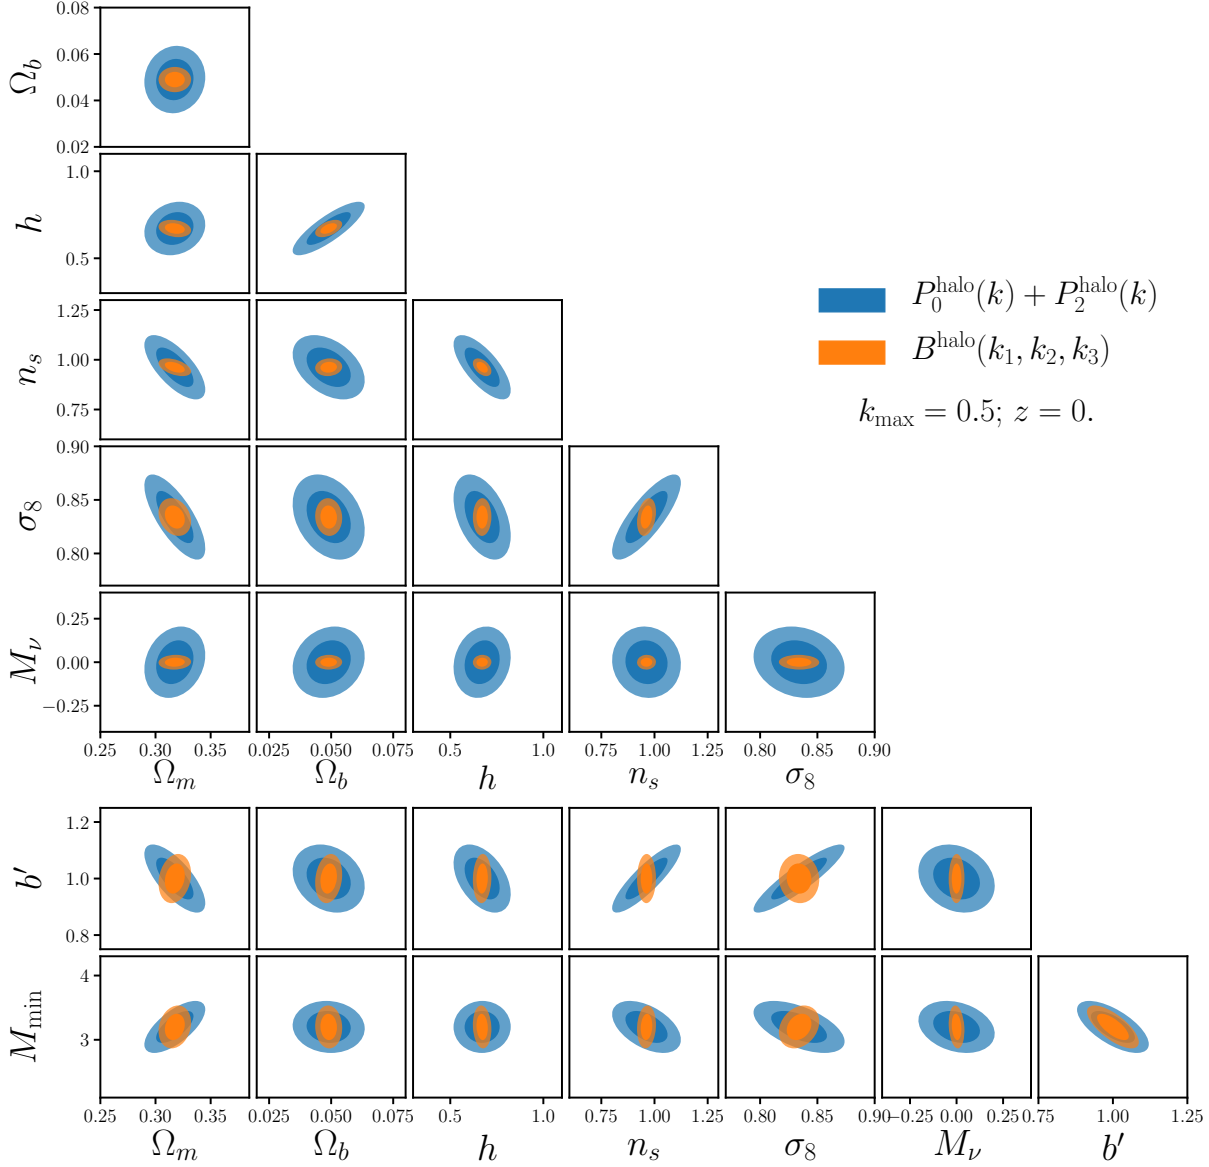 0.08
0.06
0.04
0.02
Ω_b
1.0
0.5
h
1.25
1.00
0.75
n_s
P_0^halo(k) + P_2^halo(k)
B^halo(k_1, k_2, k_3)
k_max = 0.5; z = 0.
0.90
0.85
0.80
σ_8
0.25
0.00
−0.25
M_ν
0.25 0.30 0.35 0.025 0.050 0.075 0.5 1.0 0.75 1.00 1.25 0.80 0.85 0.90
Ω_m Ω_b h n_s σ_8
1.2
1.0
0.8
b′
4
3
M_min
0.25 0.30 0.35 0.025 0.050 0.075 0.5 1.0 0.75 1.00 1.25 0.80 0.85 0.90 −0.25 0.00 0.25 0.75 1.00 1.25
Ω_m Ω_b h n_s σ_8 M_ν b′